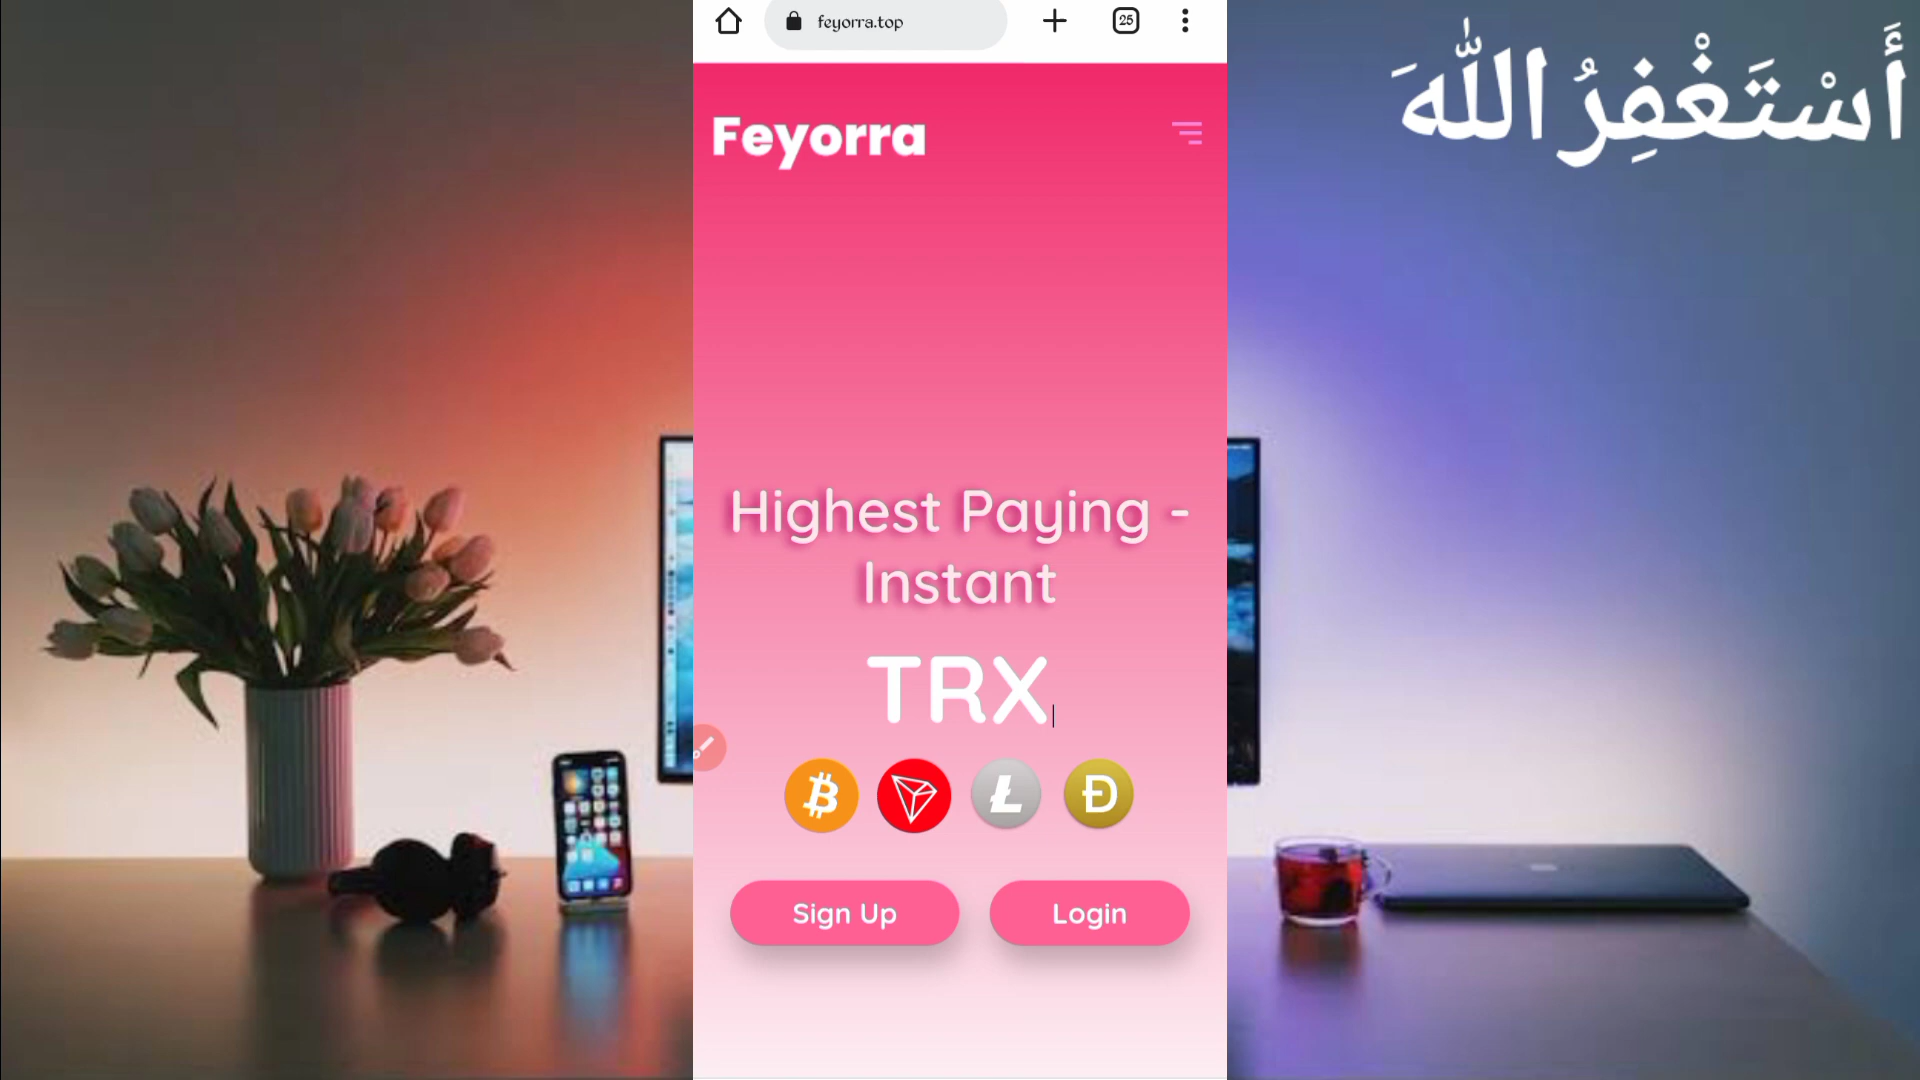 feyorra.top
25
أَسْتَغْفِرُ اللّٰهَ
Feyorra
Highest Paying -
Instant
TRX
Sign Up
Login